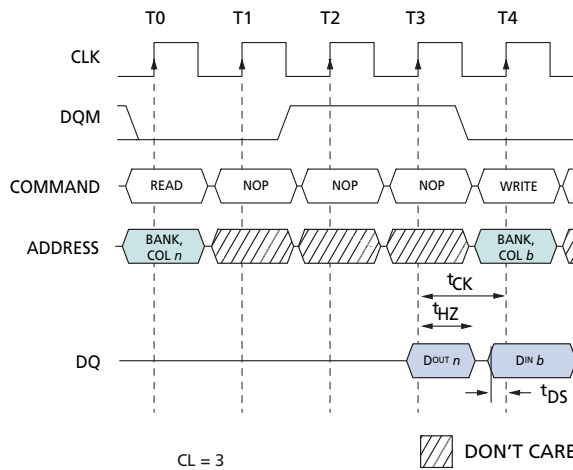 T0 T1 T2 T3 T4
CLK
DQM
COMMAND READ NOP NOP NOP WRITE
ADDRESS BANK, COL n BANK, COL b
tCK
tHZ
DQ DOUT n DIN b
tDS
CL = 3 DON'T CARE